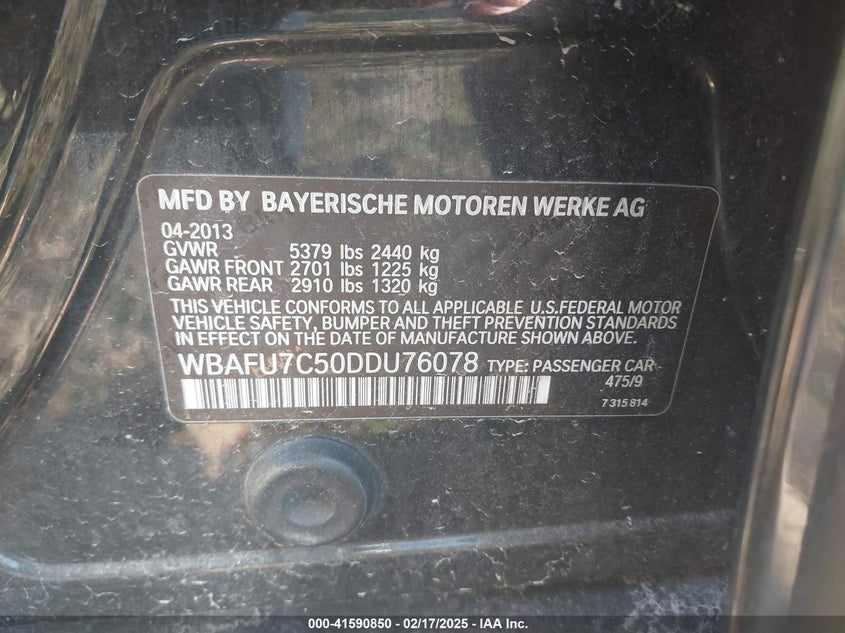 MFD BY BAYERISCHE MOTOREN WERKE AG
04-2013
GVWR 5379 lbs 2440 kg
GAWR FRONT 2701 lbs 1225 kg
GAWR REAR 2910 lbs 1320 kg
THIS VEHICLE CONFORMS TO ALL APPLICABLE U.S.FEDERAL MOTOR
VEHICLE SAFETY, BUMPER AND THEFT PREVENTION STANDARDS
IN EFFECT ON THE DATE OF MANUFACTURE SHOWN ABOVE.
WBAFU7C50DDU76078 TYPE: PASSENGER CAR
475/9
7 315 814
000-41590850 - 02/17/2025 - IAAI.COM